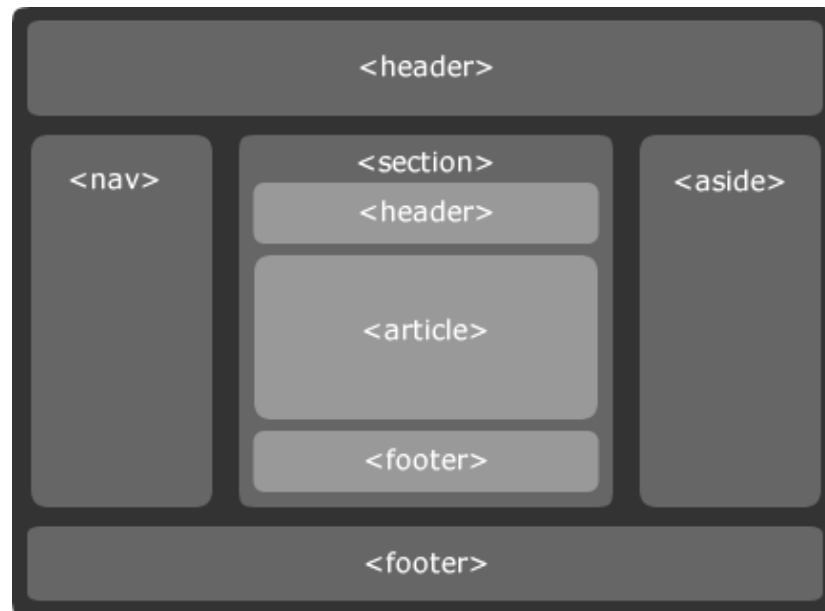 <header>
<nav>
<section>
<aside>
<header>
<article>
<footer>
<footer>